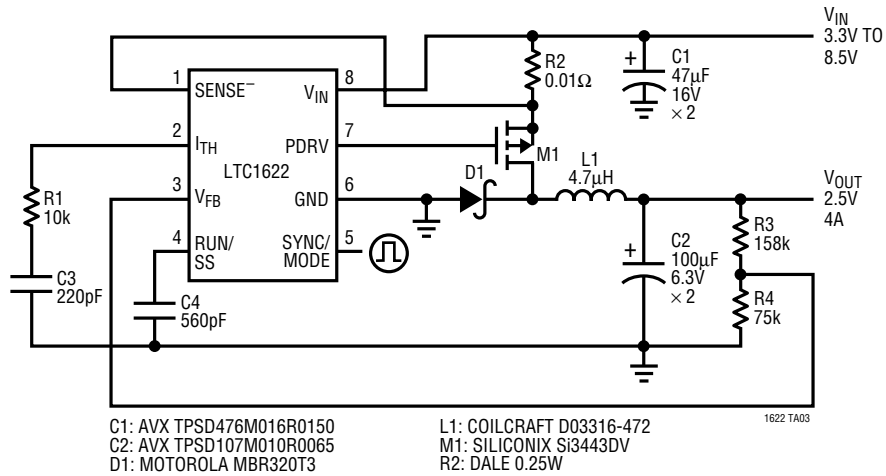 VIN
3.3V TO
8.5V
R2
0.01Ω
+
C1
47µF
16V
× 2
1
SENSE–
8
VIN
2
ITH
7
PDRV
M1
LTC1622
3
VFB
6
GND
D1
L1
4.7µH
VOUT
2.5V
4A
R1
10k
4
RUN/
SS
5
SYNC/
MODE
+
C2
100µF
6.3V
× 2
R3
158k
C3
220pF
C4
560pF
R4
75k
1622 TA03
C1: AVX TPSD476M016R0150
C2: AVX TPSD107M010R0065
D1: MOTOROLA MBR320T3
L1: COILCRAFT D03316-472
M1: SILICONIX Si3443DV
R2: DALE 0.25W